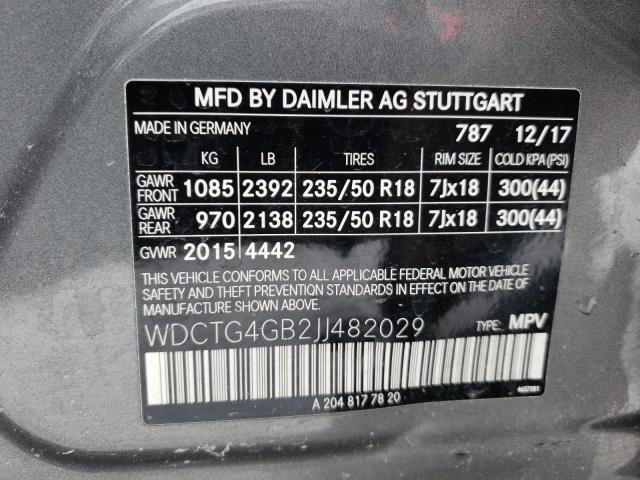 MFD BY DAIMLER AG STUTTGART
MADE IN GERMANY 787 12/17
KG LB TIRES RIM SIZE COLD KPA (PSI)
GAWR FRONT 1085 2392 235/50 R18 7Jx18 300(44)
GAWR REAR 970 2138 235/50 R18 7Jx18 300(44)
GVWR 2015 4442
THIS VEHICLE CONFORMS TO ALL APPLICABLE FEDERAL MOTOR VEHICLE
SAFETY AND THEFT PREVENTION STANDARDS IN EFFECT
ON THE DATE OF MANUFACTURE SHOWN ABOVE.
WDCTG4GB2JJ482029 TYPE: MPV
A 204 817 78 20